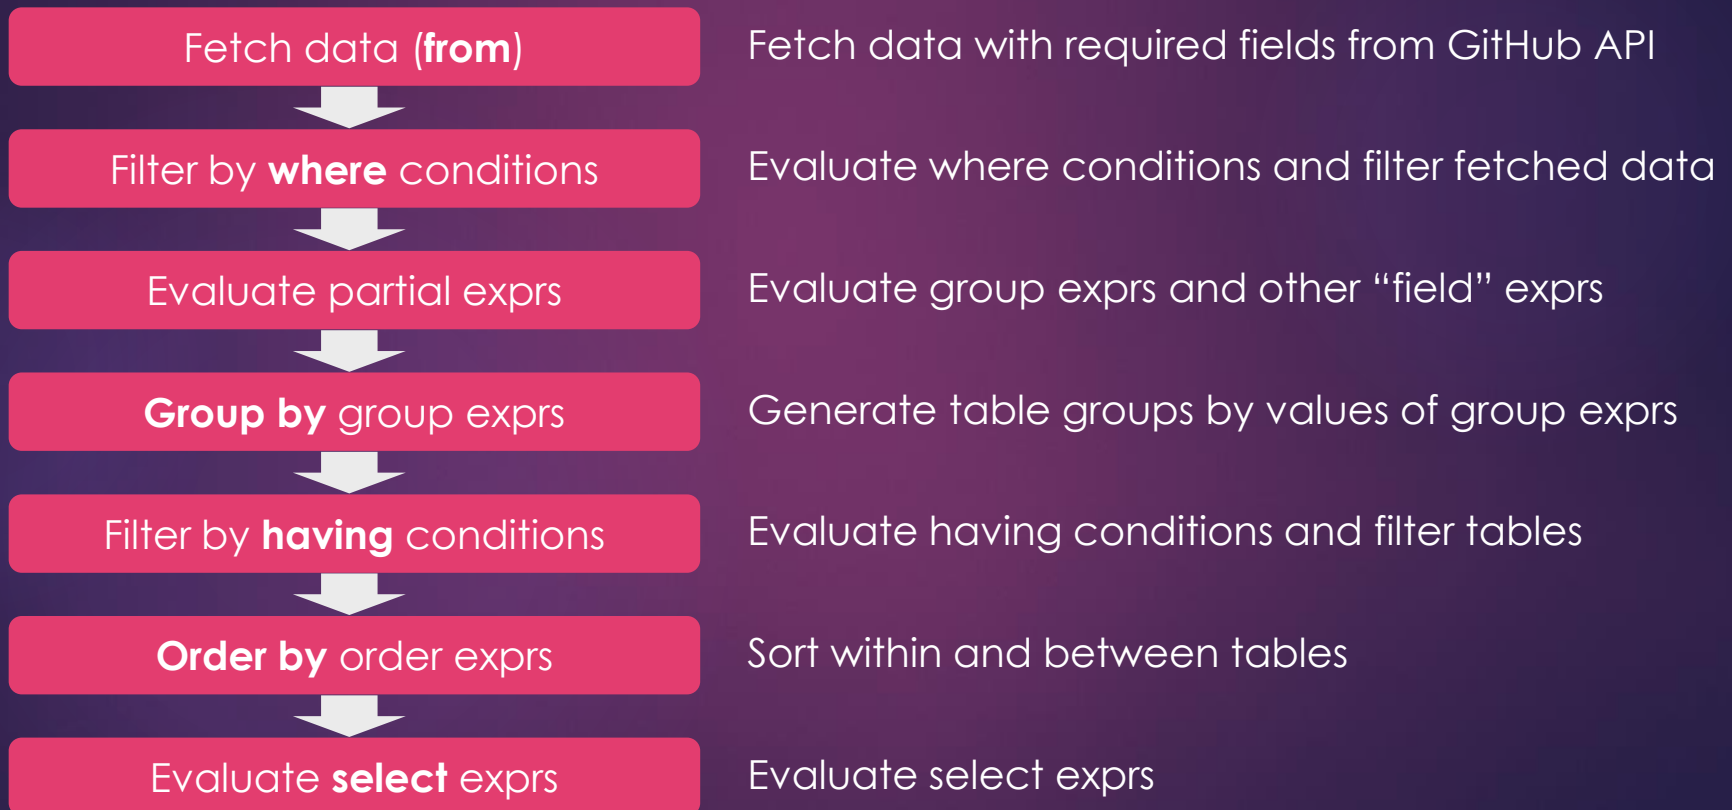 Fetch data (from)
Fetch data with required fields from GitHub API
Filter by where conditions
Evaluate where conditions and filter fetched data
Evaluate partial exprs
Evaluate group exprs and other “field” exprs
Group by group exprs
Generate table groups by values of group exprs
Filter by having conditions
Evaluate having conditions and filter tables
Order by order exprs
Sort within and between tables
Evaluate select exprs
Evaluate select exprs